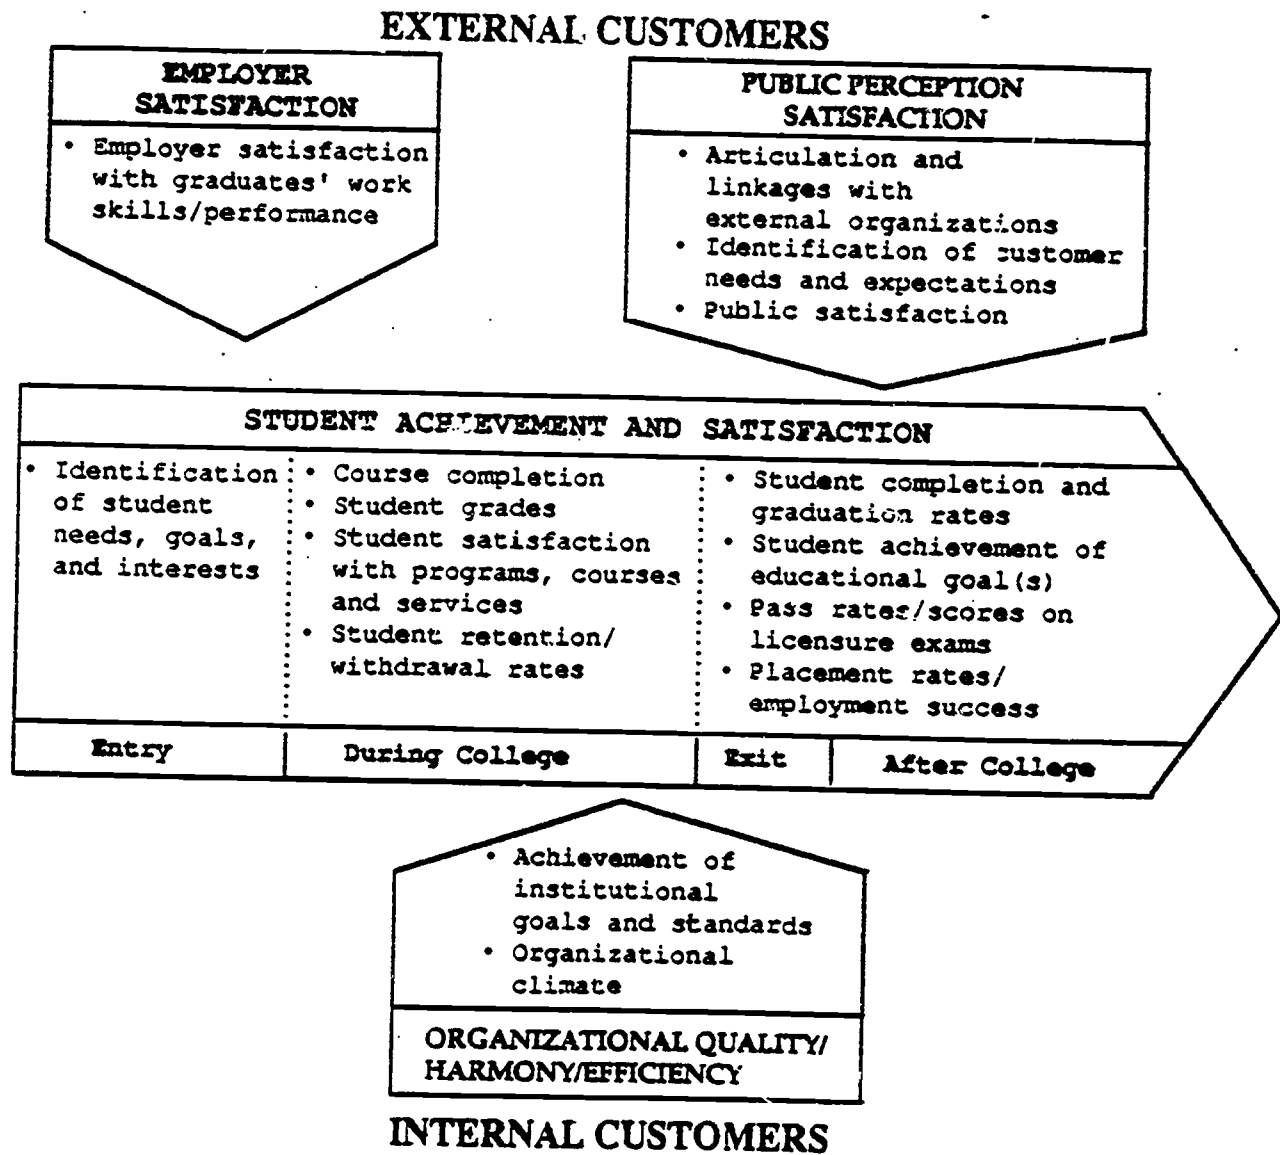 EXTERNAL CUSTOMERS
EMPLOYER
SATISFACTION
• Employer satisfaction
with graduates' work
skills/performance
PUBLIC PERCEPTION
SATISFACTION
• Articulation and
linkages with
external organizations
• Identification of customer
needs and expectations
• Public satisfaction
STUDENT ACHIEVEMENT AND SATISFACTION
• Identification
of student
needs, goals,
and interests
• Course completion
• Student grades
• Student satisfaction
with programs, courses
and services
• Student retention/
withdrawal rates
• Student completion and
graduation rates
• Student achievement of
educational goal(s)
• Pass rates/scores on
licensure exams
• Placement rates/
employment success
Entry
During College
Exit
After College
• Achievement of
institutional
goals and standards
• Organizational
climate
ORGANIZATIONAL QUALITY/
HARMONY/EFFICIENCY
INTERNAL CUSTOMERS